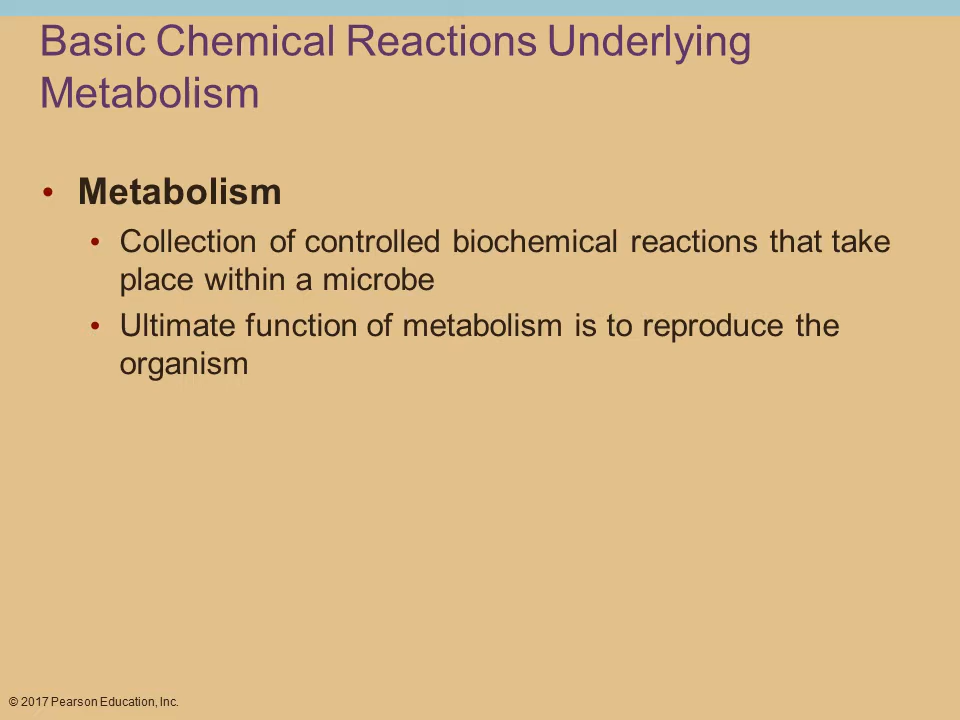 Basic Chemical Reactions Underlying
Metabolism
• Metabolism
• Collection of controlled biochemical reactions that take
place within a microbe
• Ultimate function of metabolism is to reproduce the
organism
© 2017 Pearson Education, Inc.